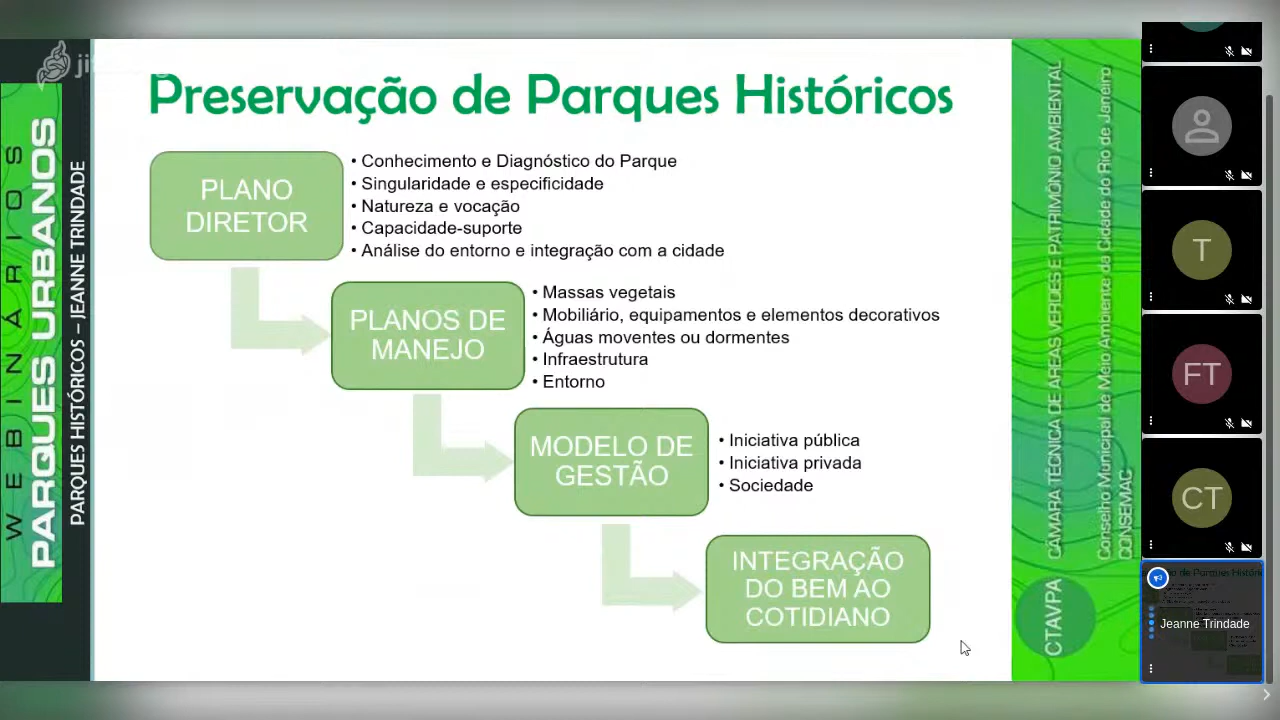 ji
WEBINÁRIOS
PARQUES URBANOS
PARQUES HISTÓRICOS – JEANNE TRINDADE
Preservação de Parques Históricos
PLANO
DIRETOR
• Conhecimento e Diagnóstico do Parque
• Singularidade e especificidade
• Natureza e vocação
• Capacidade-suporte
• Análise do entorno e integração com a cidade
PLANOS DE
MANEJO
• Massas vegetais
• Mobiliário, equipamentos e elementos decorativos
• Águas moventes ou dormentes
• Infraestrutura
• Entorno
MODELO DE
GESTÃO
• Iniciativa pública
• Iniciativa privada
• Sociedade
INTEGRAÇÃO
DO BEM AO
COTIDIANO
CTAVPA
CÂMARA TÉCNICA DE ÁREAS VERDES E PATRIMÔNIO AMBIENTAL
Conselho Municipal de Meio Ambiente da Cidade do Rio de Janeiro
CONSEMAC
T
FT
CT
Jeanne Trindade